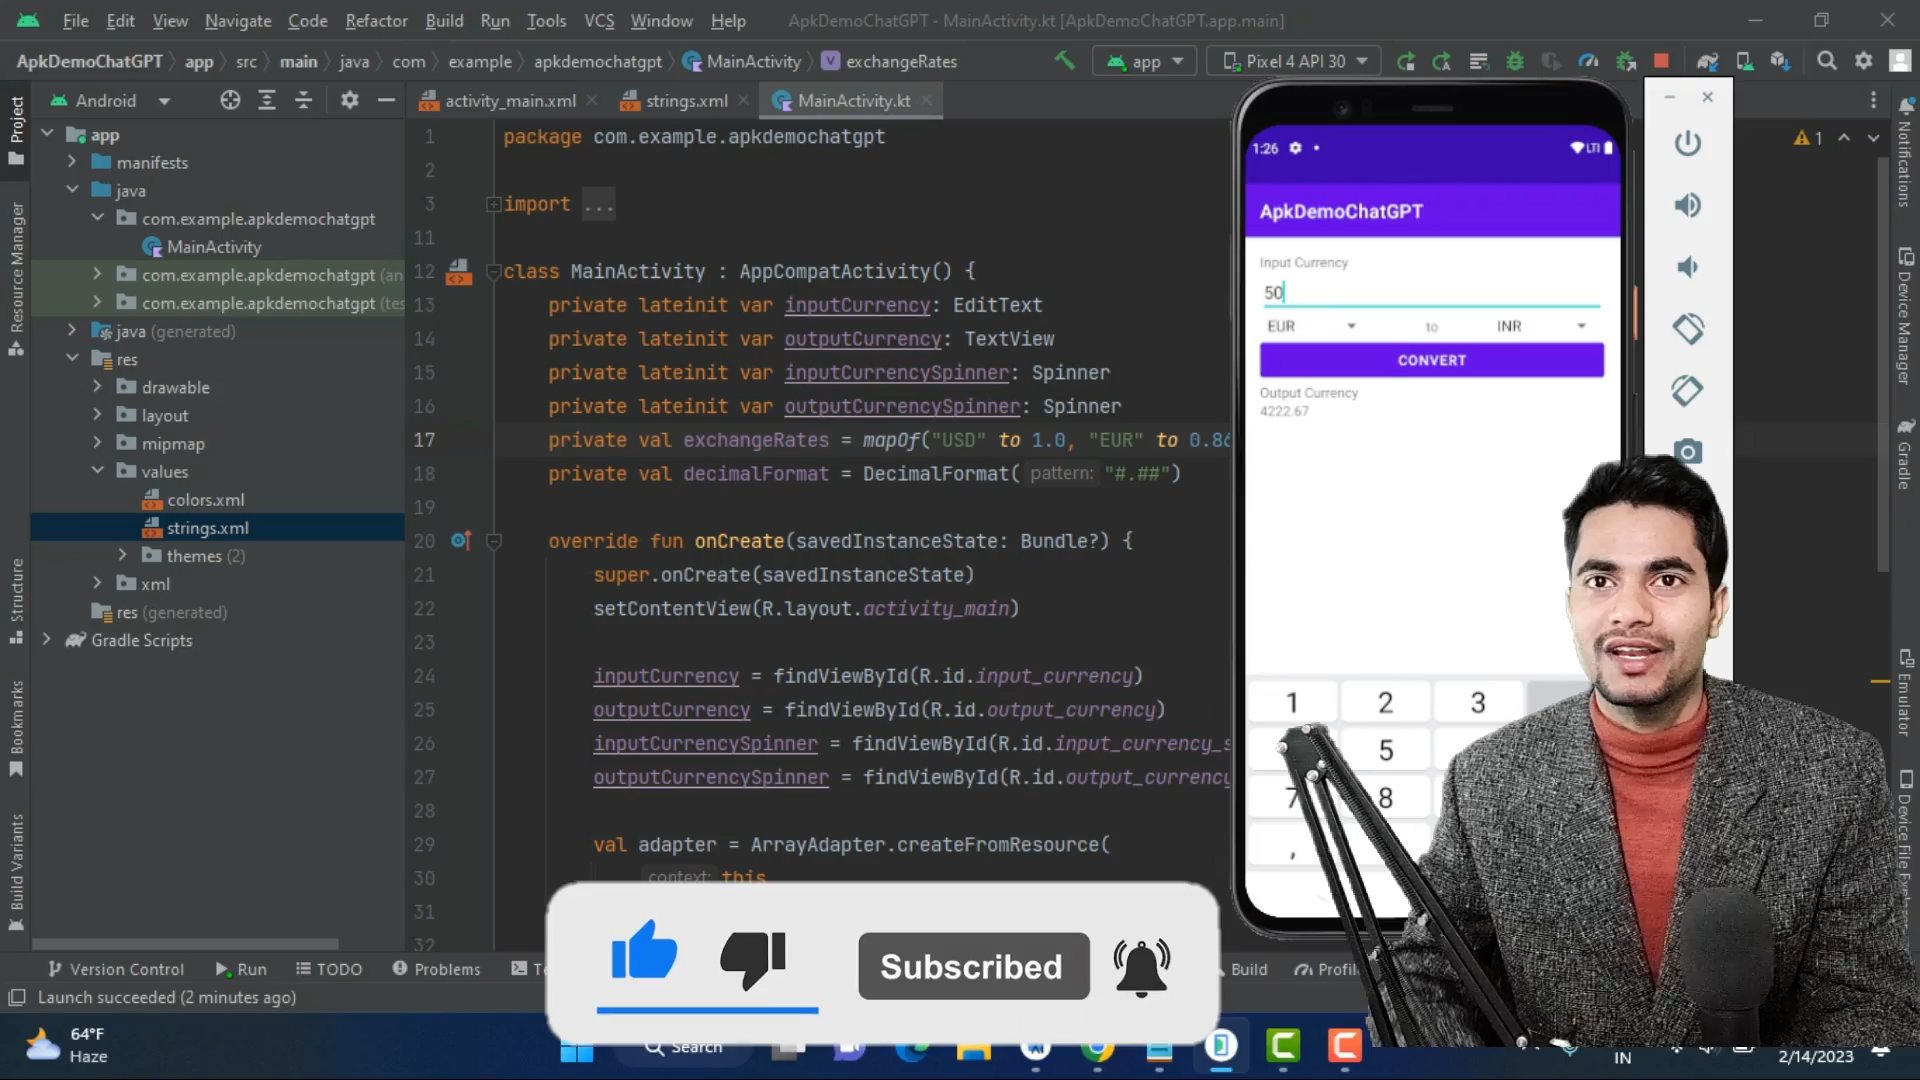 File Edit View Navigate Code Refactor Build Run Tools VCS Window Help ApkDemoChatGPT - MainActivity.kt [ApkDemoChatGPT.app.main]
ApkDemoChatGPT app src main java com example apkdemochatgpt MainActivity V exchangeRates app Pixel 4 API 30
Android activity_main.xml strings.xml MainActivity.kt
Project
Resource Manager
Structure
Bookmarks
Build Variants
app
manifests
java
com.example.apkdemochatgpt
MainActivity
com.example.apkdemochatgpt (an
com.example.apkdemochatgpt (tes
java (generated)
res
drawable
layout
mipmap
values
colors.xml
strings.xml
themes (2)
xml
res (generated)
Gradle Scripts
1 package com.example.apkdemochatgpt
2
3 import ...
11
12 class MainActivity : AppCompatActivity() {
13 private lateinit var inputCurrency: EditText
14 private lateinit var outputCurrency: TextView
15 private lateinit var inputCurrencySpinner: Spinner
16 private lateinit var outputCurrencySpinner: Spinner
17 private val exchangeRates = mapOf("USD" to 1.0, "EUR" to 0.86
18 private val decimalFormat = DecimalFormat( pattern: "#.##")
19
20 override fun onCreate(savedInstanceState: Bundle?) {
21 super.onCreate(savedInstanceState)
22 setContentView(R.layout.activity_main)
23
24 inputCurrency = findViewById(R.id.input_currency)
25 outputCurrency = findViewById(R.id.output_currency)
26 inputCurrencySpinner = findViewById(R.id.input_currency_s
27 outputCurrencySpinner = findViewById(R.id.output_currency
28
29 val adapter = ArrayAdapter.createFromResource(
30 context: this
31
32
1
1:26 LTE
ApkDemoChatGPT
Input Currency
50
EUR to INR
CONVERT
Output Currency
4222.67
1 2 3
5
7 8
,
Notifications
Device Manager
Gradle
Emulator
Version Control Run TODO Problems Build
Launch succeeded (2 minutes ago)
Subscribed
64°F
Haze
Search
IN
2/14/2023